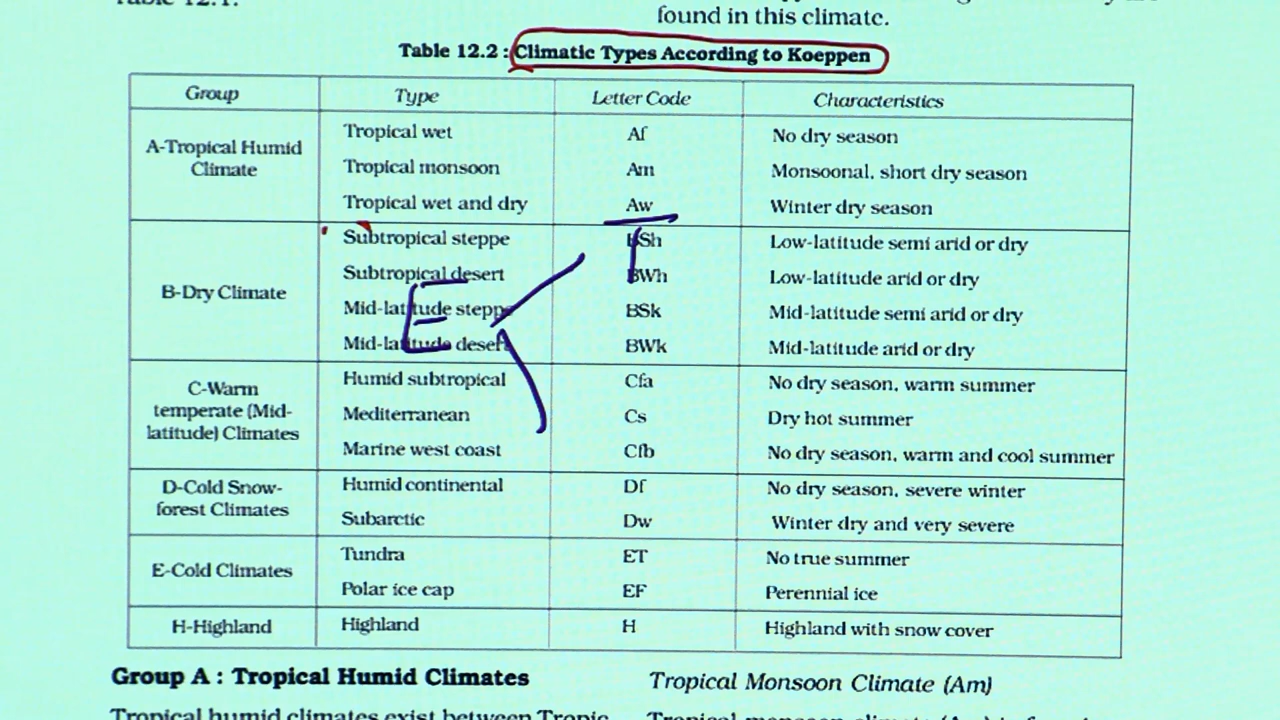 found in this climate.
Table 12.2 : Climatic Types According to Koeppen
Group Type Letter Code Characteristics
A-Tropical Humid Climate
Tropical wet Af No dry season
Tropical monsoon Am Monsoonal, short dry season
Tropical wet and dry Aw Winter dry season
B-Dry Climate
Subtropical steppe BSh Low-latitude semi arid or dry
Subtropical desert BWh Low-latitude arid or dry
Mid-latitude steppe BSk Mid-latitude semi arid or dry
Mid-latitude desert BWk Mid-latitude arid or dry
C-Warm temperate (Mid-latitude) Climates
Humid subtropical Cfa No dry season, warm summer
Mediterranean Cs Dry hot summer
Marine west coast Cfb No dry season, warm and cool summer
D-Cold Snow-forest Climates
Humid continental Df No dry season, severe winter
Subarctic Dw Winter dry and very severe
E-Cold Climates
Tundra ET No true summer
Polar ice cap EF Perennial ice
H-Highland Highland H Highland with snow cover
E T
Group A : Tropical Humid Climates
Tropical Monsoon Climate (Am)
Tropical humid climates exist between Tropic